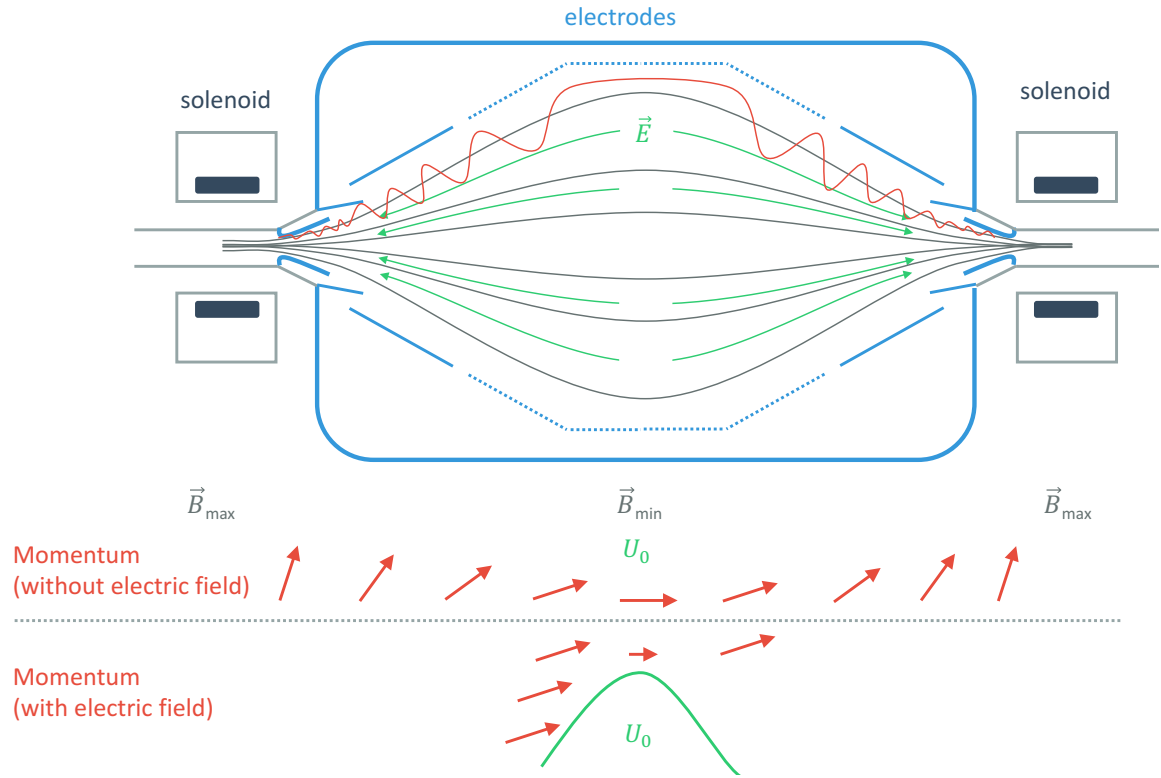 electrodes
solenoid
solenoid
E⃗
B⃗max
B⃗min
B⃗max
Momentum
(without electric field)
U₀
Momentum
(with electric field)
U₀